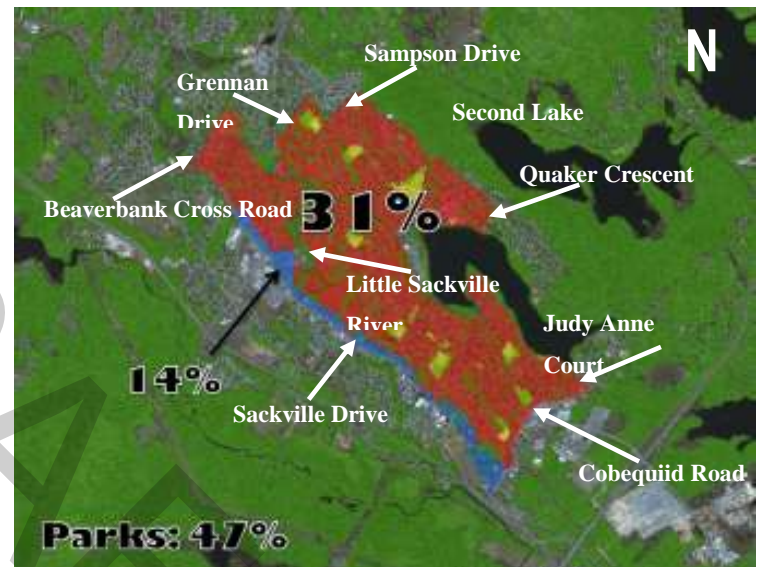 N
Sampson Drive
Grennan
Drive
Second Lake
Quaker Crescent
Beaverbank Cross Road
31%
Little Sackville
River
Judy Anne
Court
14%
Sackville Drive
Cobequiid Road
Parks: 47%